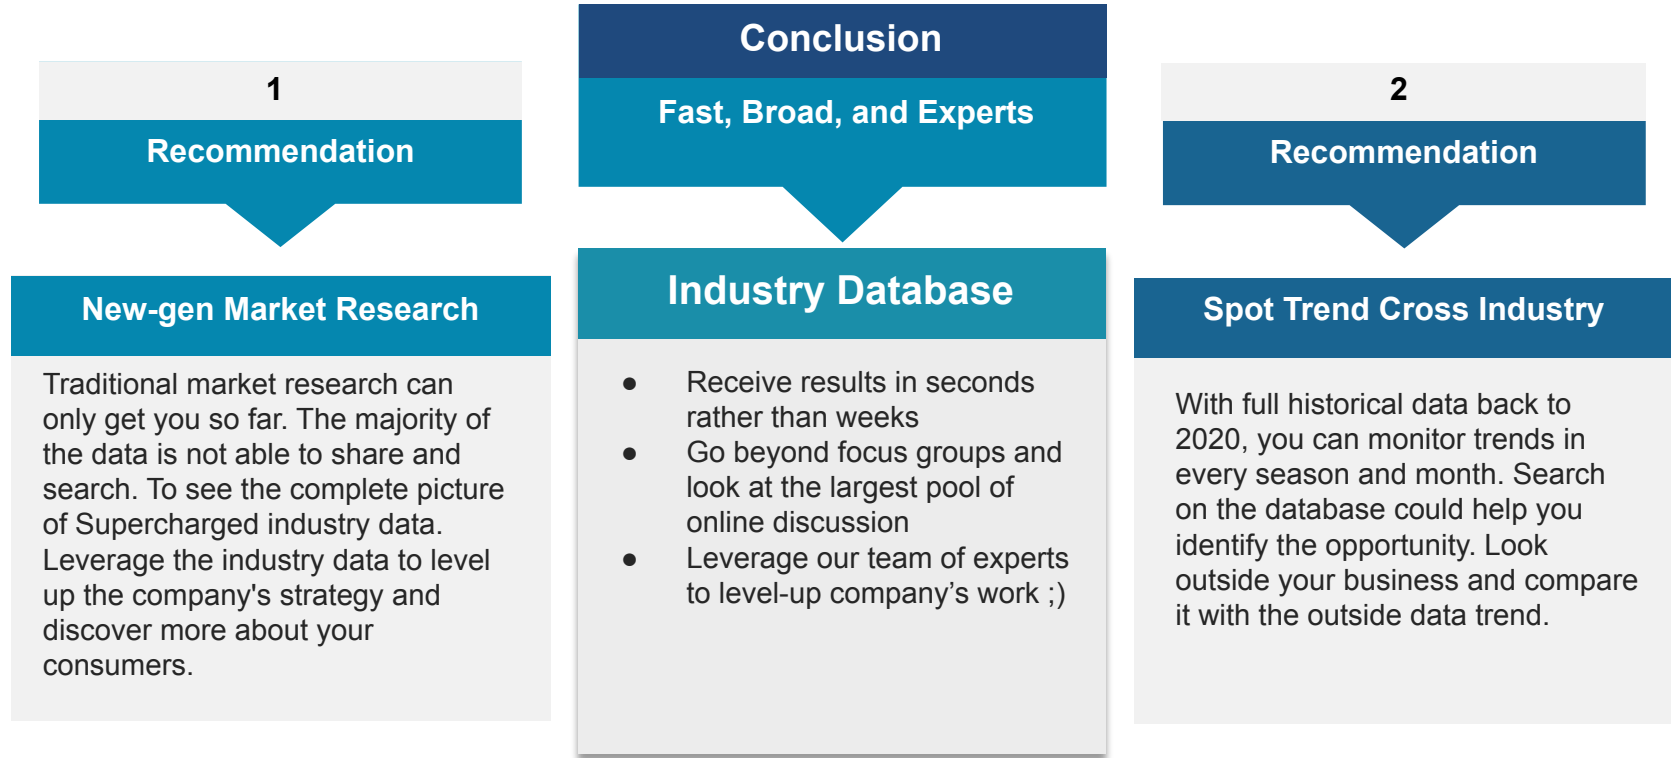 1
Recommendation
New-gen Market Research
Traditional market research can
only get you so far. The majority of
the data is not able to share and
search. To see the complete picture
of Supercharged industry data.
Leverage the industry data to level
up the company's strategy and
discover more about your
consumers.
Conclusion
Fast, Broad, and Experts
Industry Database
● Receive results in seconds
rather than weeks
● Go beyond focus groups and
look at the largest pool of
online discussion
● Leverage our team of experts
to level-up company’s work ;)
2
Recommendation
Spot Trend Cross Industry
With full historical data back to
2020, you can monitor trends in
every season and month. Search
on the database could help you
identify the opportunity. Look
outside your business and compare
it with the outside data trend.